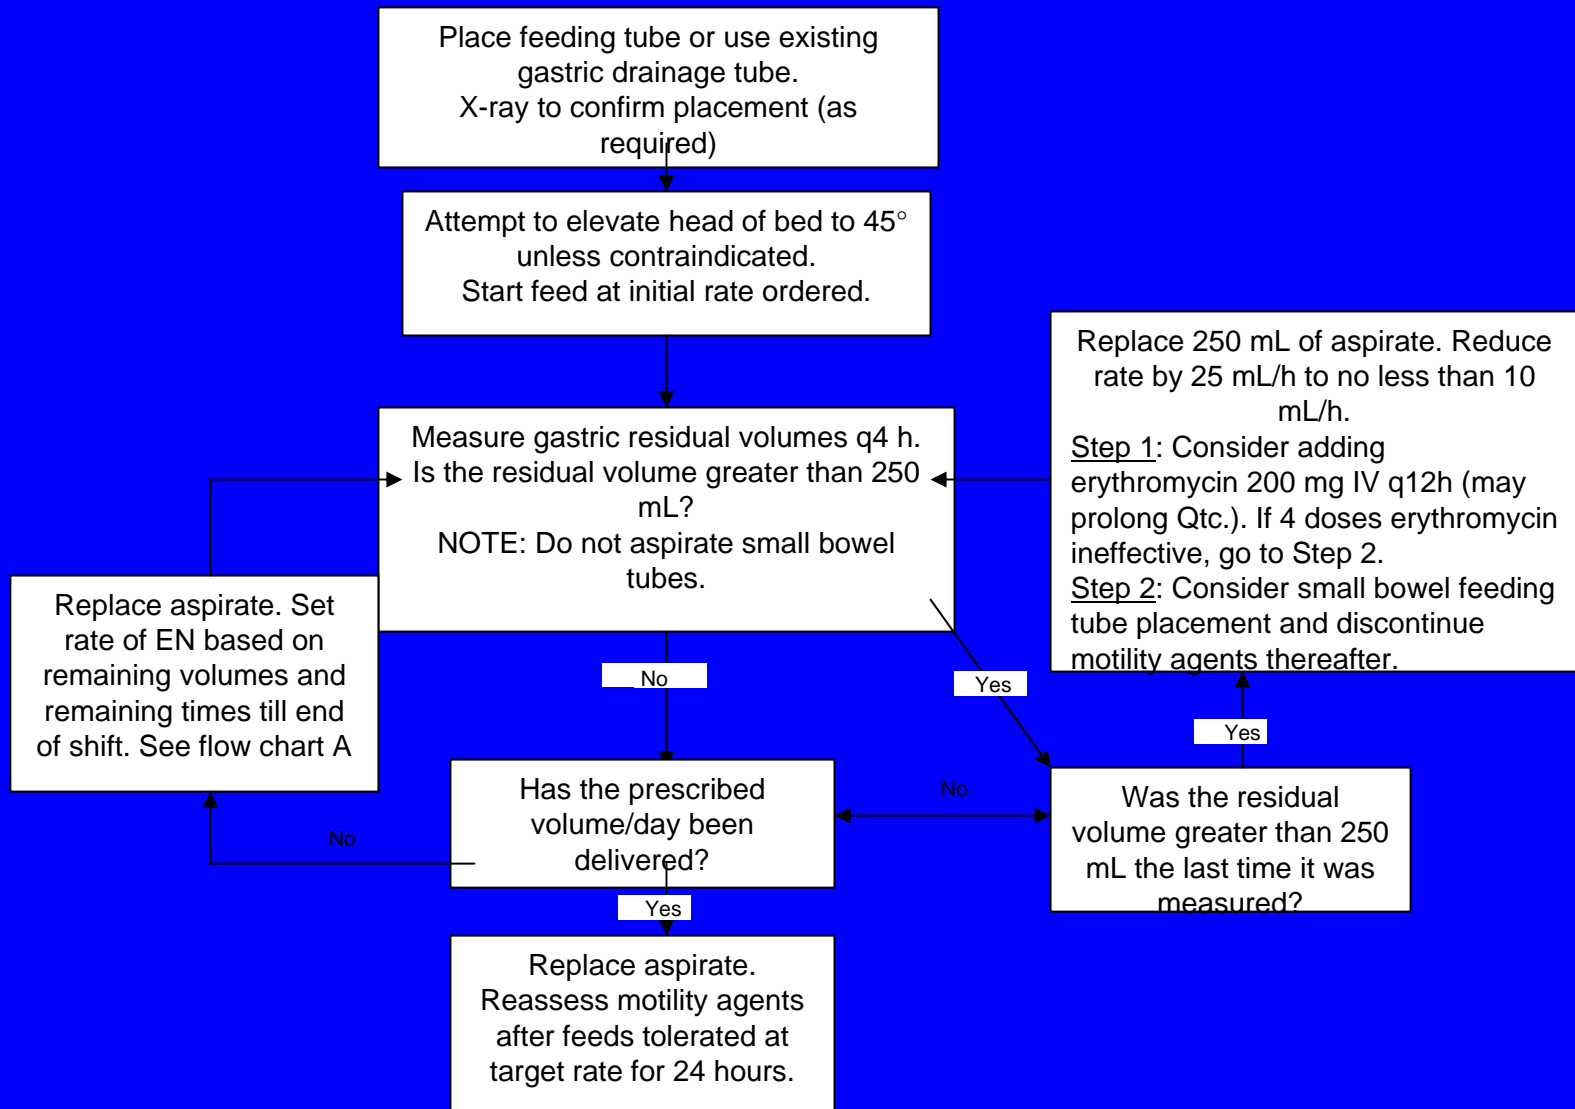 Place feeding tube or use existing
gastric drainage tube.
X-ray to confirm placement (as
required)
Attempt to elevate head of bed to 45°
unless contraindicated.
Start feed at initial rate ordered.
Replace 250 mL of aspirate. Reduce
rate by 25 mL/h to no less than 10
mL/h.
Step 1: Consider adding
erythromycin 200 mg IV q12h (may
prolong Qtc.). If 4 doses erythromycin
ineffective, go to Step 2.
Step 2: Consider small bowel feeding
tube placement and discontinue
motility agents thereafter.
Measure gastric residual volumes q4 h.
Is the residual volume greater than 250
mL?
NOTE: Do not aspirate small bowel
tubes.
Replace aspirate. Set
rate of EN based on
remaining volumes and
remaining times till end
of shift. See flow chart A
No
Yes
Yes
Has the prescribed
volume/day been
delivered?
No
Was the residual
volume greater than 250
mL the last time it was
measured?
No
Yes
Replace aspirate.
Reassess motility agents
after feeds tolerated at
target rate for 24 hours.